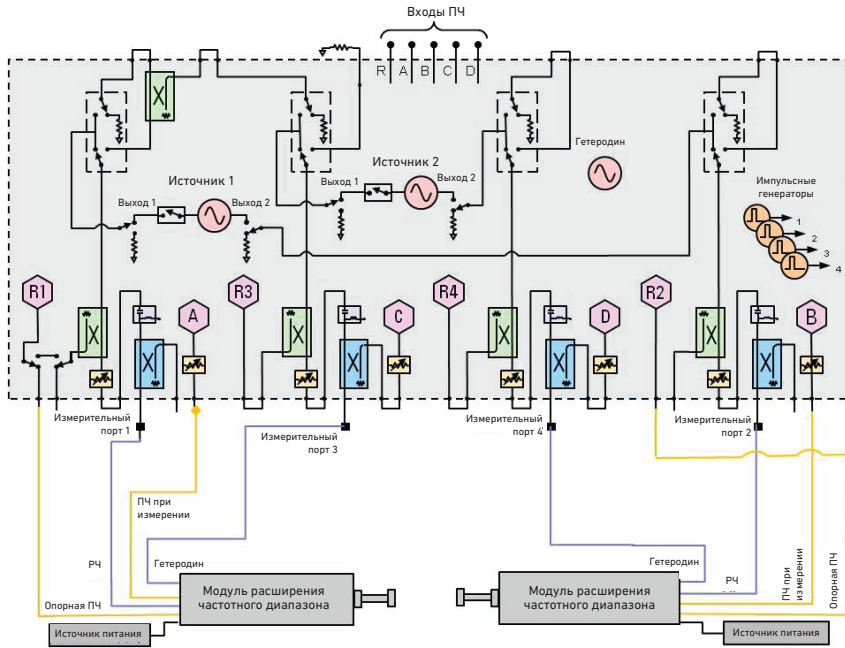 Входы ПЧ
R A B C D
Источник 1
Выход 1
Выход 2
Источник 2
Выход 1
Выход 2
Гетеродин
Импульсные
генераторы
1
2
3
4
R1
A
R3
C
R4
D
R2
B
Измерительный
порт 1
Измерительный
порт 3
Измерительный
порт 4
Измерительный
порт 2
ПЧ при
измерении
РЧ
Гетеродин
Опорная ПЧ
Модуль расширения
частотного диапазона
Источник питания
Гетеродин
РЧ
ПЧ при
измерении
Опорная ПЧ
Модуль расширения
частотного диапазона
Источник питания